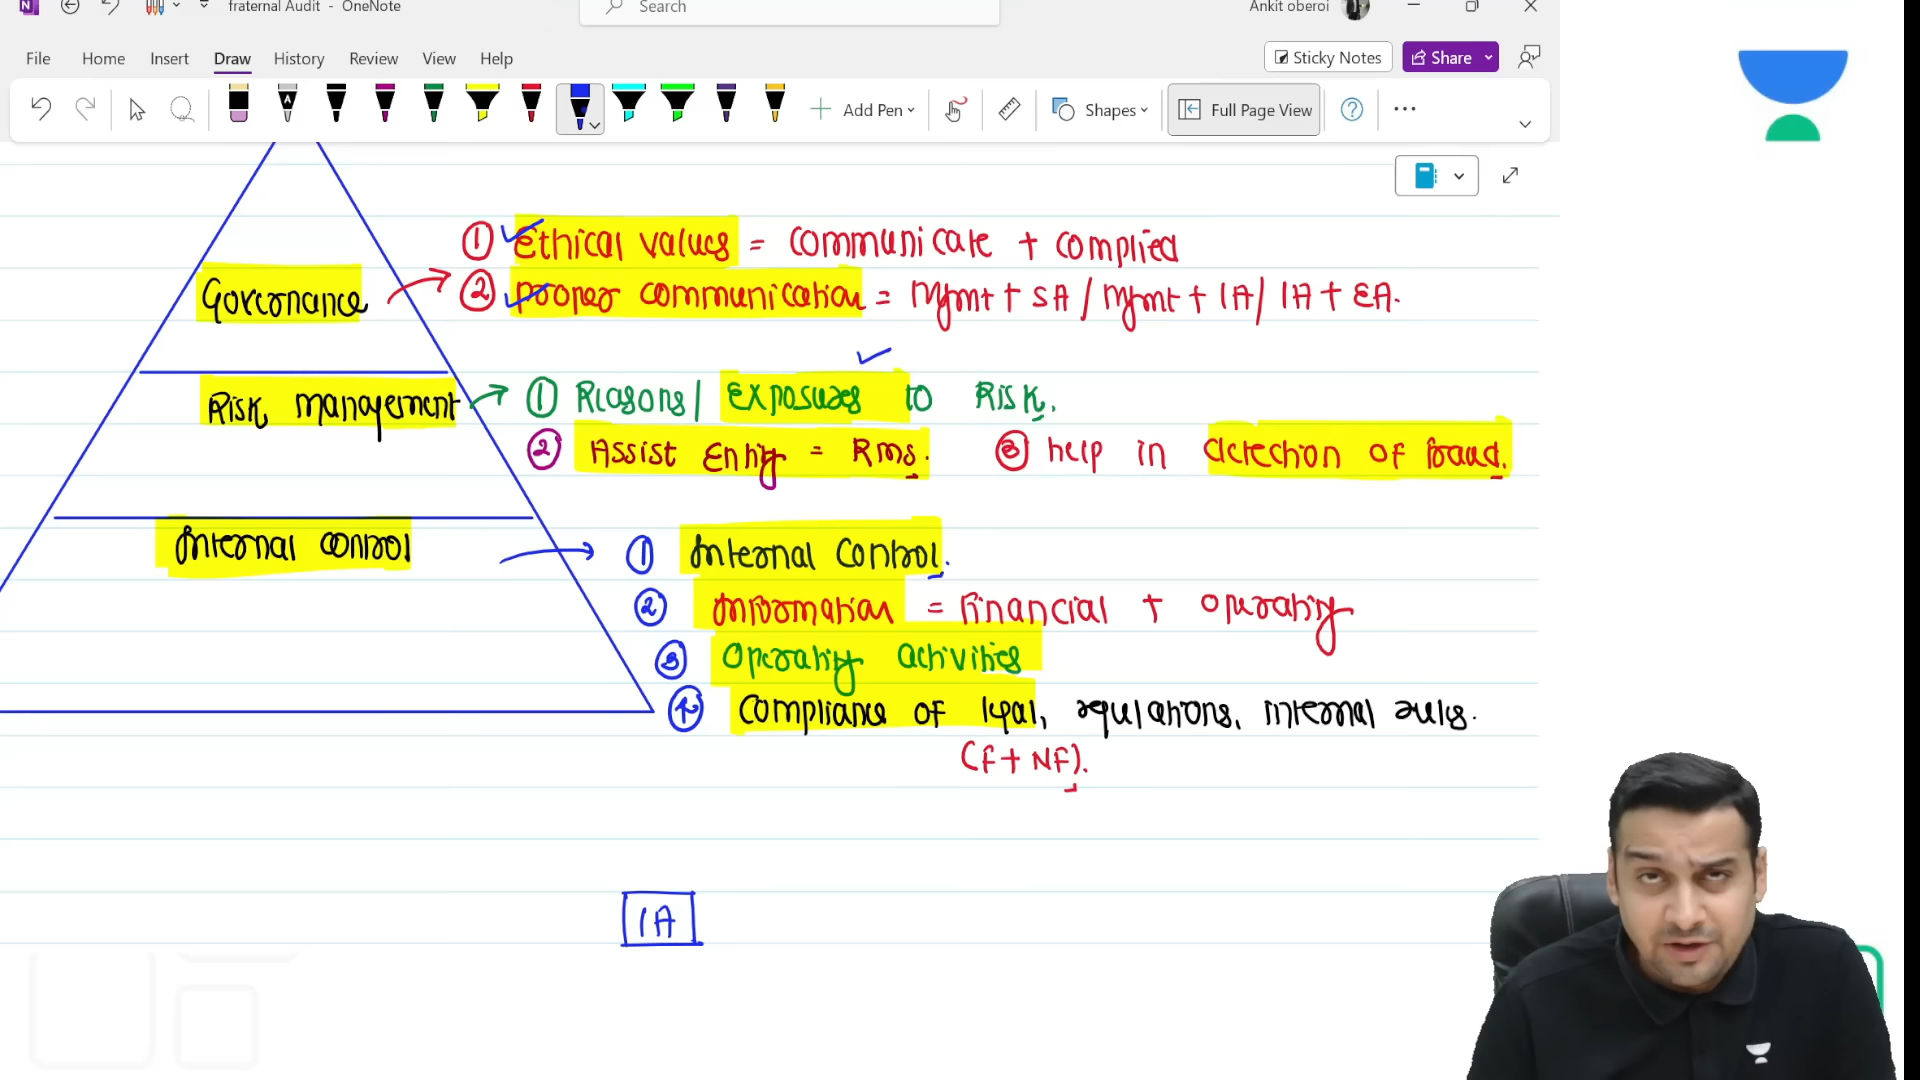 fraternal Audit - OneNote
Search
Ankit oberoi
File Home Insert Draw History Review View Help
Sticky Notes Share
Add Pen Shapes Full Page View
Governance
① Ethical values = communicate + complied
② Proper communication = Mgmt + SA / Mgmt + IA / IA + EA.
Risk management
① Reasons / Exposures to Risk.
② Assist Entity = Rms. ③ help in detection of fraud.
Internal control
① Internal Control.
② Information = Financial + operating
③ Operating activities
④ Compliance of legal, regulations, internal rules.
(F + NF).
IA